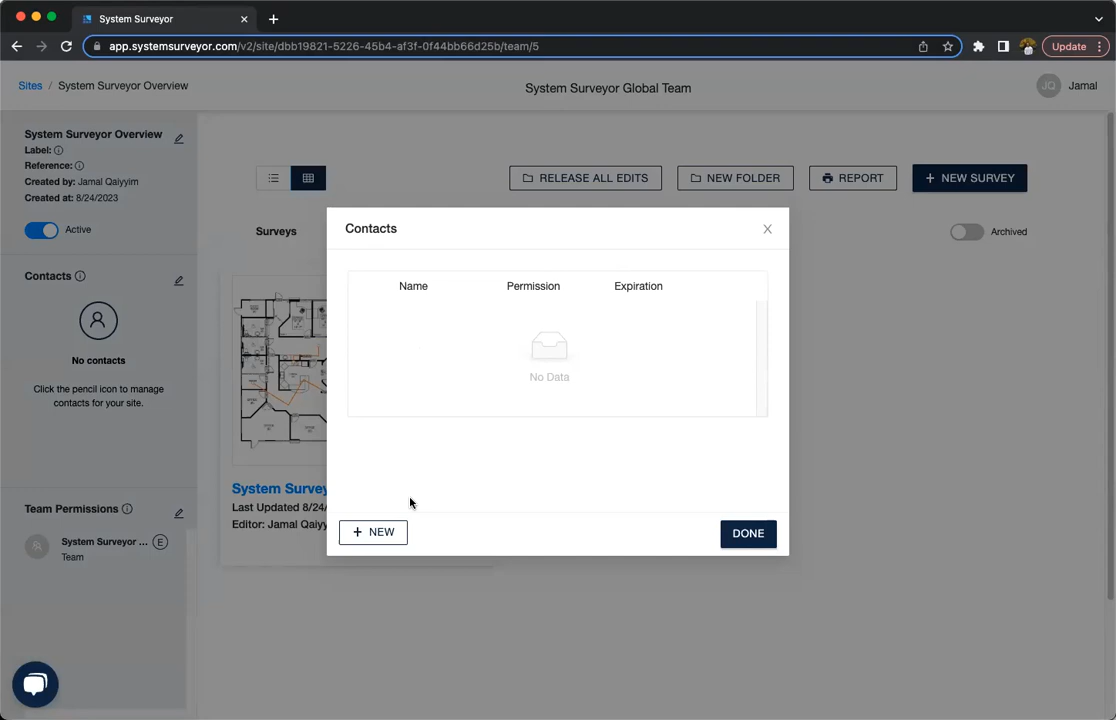 System Surveyor
app.systemsurveyor.com/v2/site/dbb19821-5226-45b4-af3f-0f44bb66d25b/team/5
Update
Sites / System Surveyor Overview
System Surveyor Global Team
JQ
Jamal
System Surveyor Overview
Label:
Reference:
Created by: Jamal Qaiyyim
Created at: 8/24/2023
Active
RELEASE ALL EDITS
NEW FOLDER
REPORT
+ NEW SURVEY
Surveys
Archived
Contacts
No contacts
Click the pencil icon to manage
contacts for your site.
Team Permissions
System Surveyor ...
E
Team
System Survey
Last Updated 8/24/
Editor: Jamal Qaiyy
Contacts
Name
Permission
Expiration
No Data
+ NEW
DONE